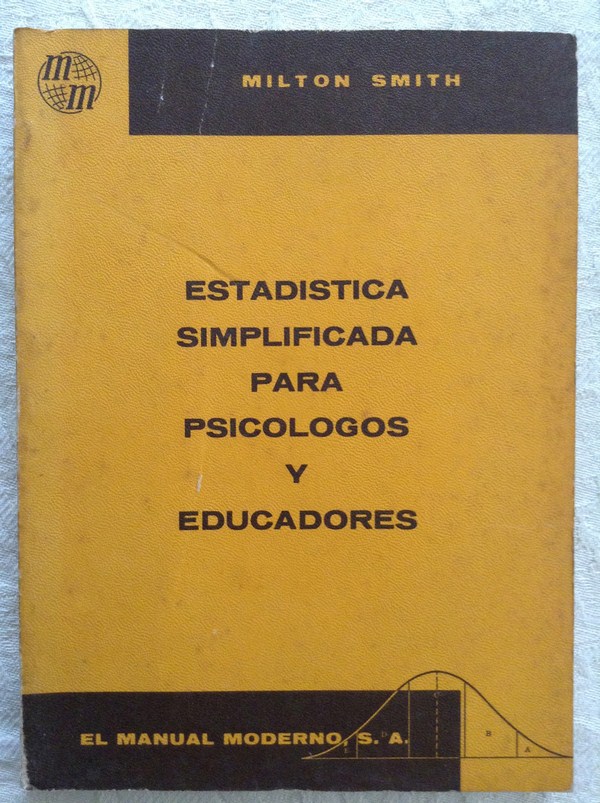 m
m
MILTON SMITH
ESTADISTICA
SIMPLIFICADA
PARA
PSICOLOGOS
Y
EDUCADORES
EL MANUAL MODERNO, S. A.
F D C B A